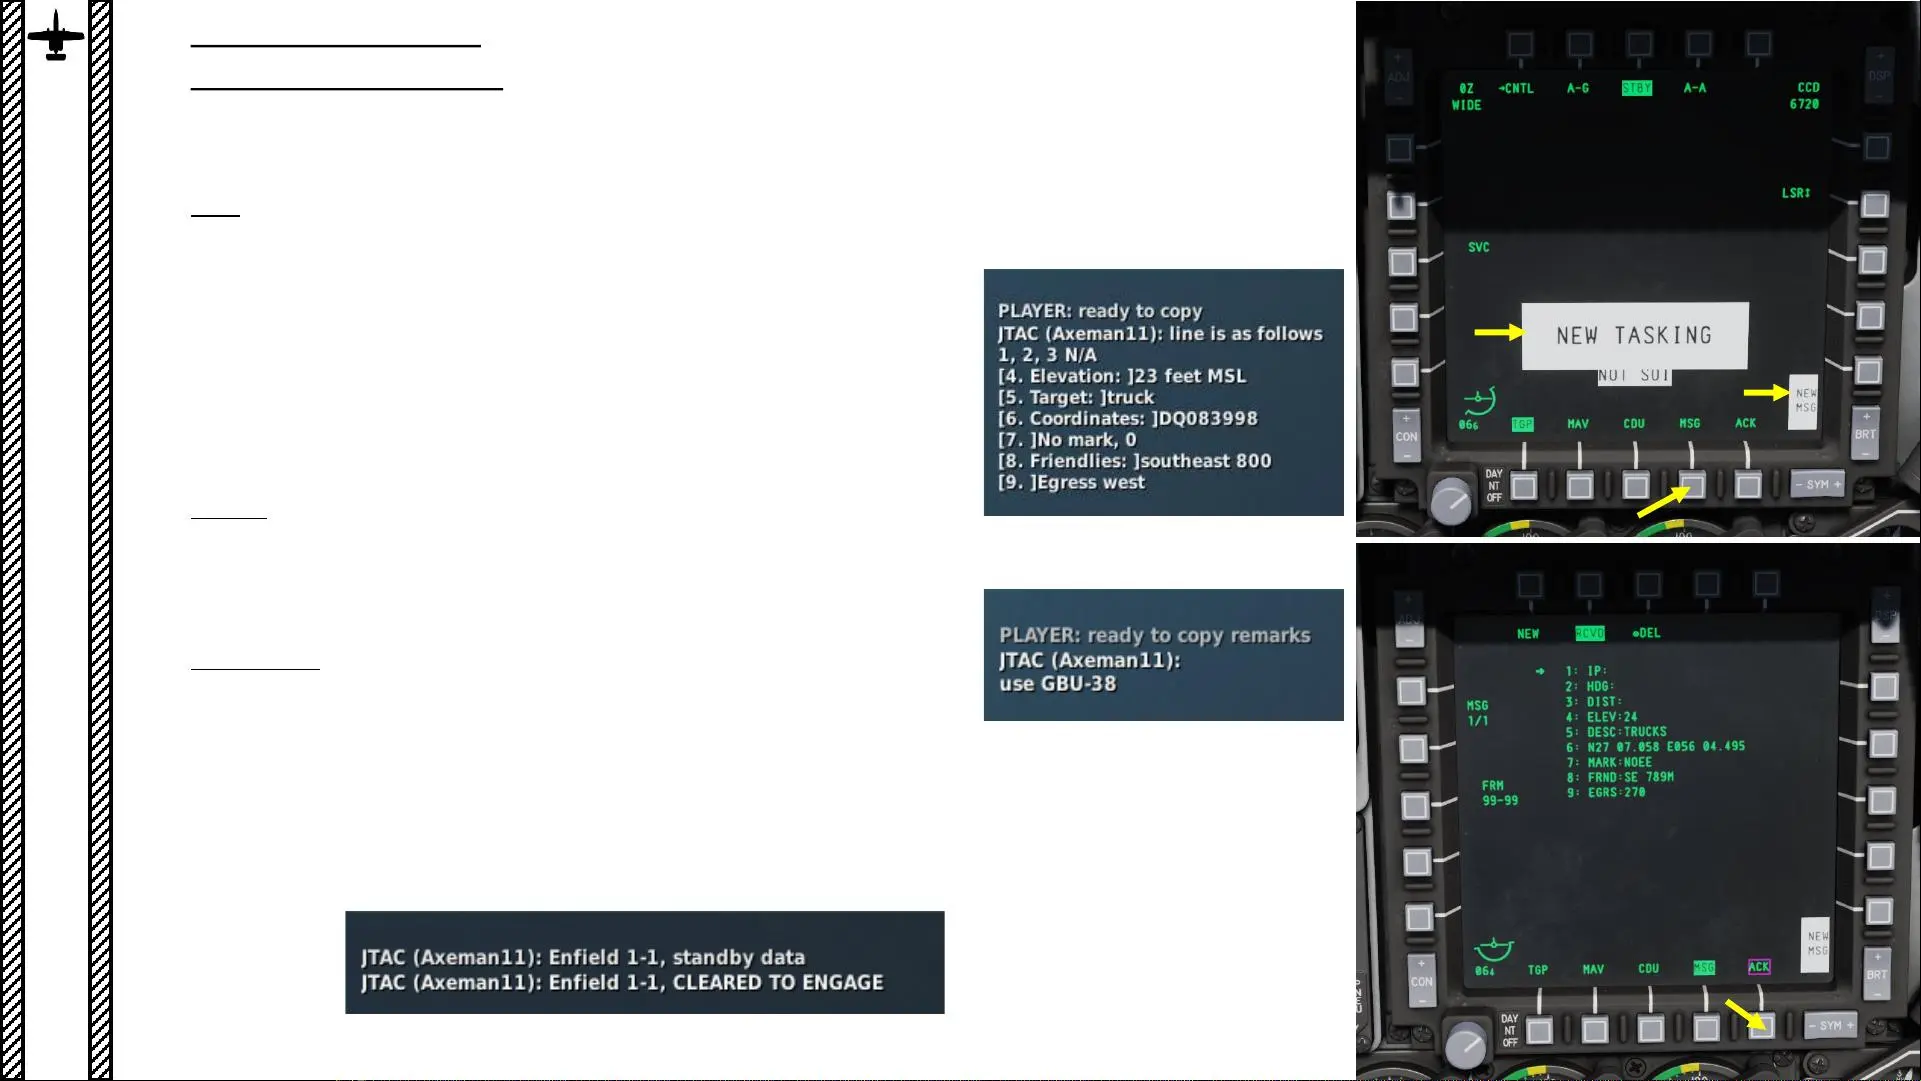 PLAYER: ready to copy
JTAC (Axeman11): line is as follows
1, 2, 3 N/A
[4. Elevation: ]23 feet MSL
[5. Target: ]truck
[6. Coordinates: ]DQ083998
[7. ]No mark, 0
[8. Friendlies: ]southeast 800
[9. ]Egress west
PLAYER: ready to copy remarks
JTAC (Axeman11):
use GBU-38
JTAC (Axeman11): Enfield 1-1, standby data
JTAC (Axeman11): Enfield 1-1, CLEARED TO ENGAGE
ADJ
DSP
0Z CNTL A-G STBY A-A CCD
WIDE 6720
LSR
SVC
NEW TASKING
NEW
MSG
066 TGP MAV CDU MSG ACK
CON
BRT
DAY
NT
OFF
- SYM +
NEW RCVD DEL
1: IP:
2: HDG:
3: DIST:
MSG
1/1
4: ELEV:24
5: DESC:TRUCKS
6: N27 07.058 E056 04.495
7: MARK:NOEE
8: FRND:SE 789M
9: EGRS:270
FRM
99-99
NEW
MSG
064 TGP MAV CDU MSG ACK
CON
BRT
DAY
NT
OFF
- SYM +